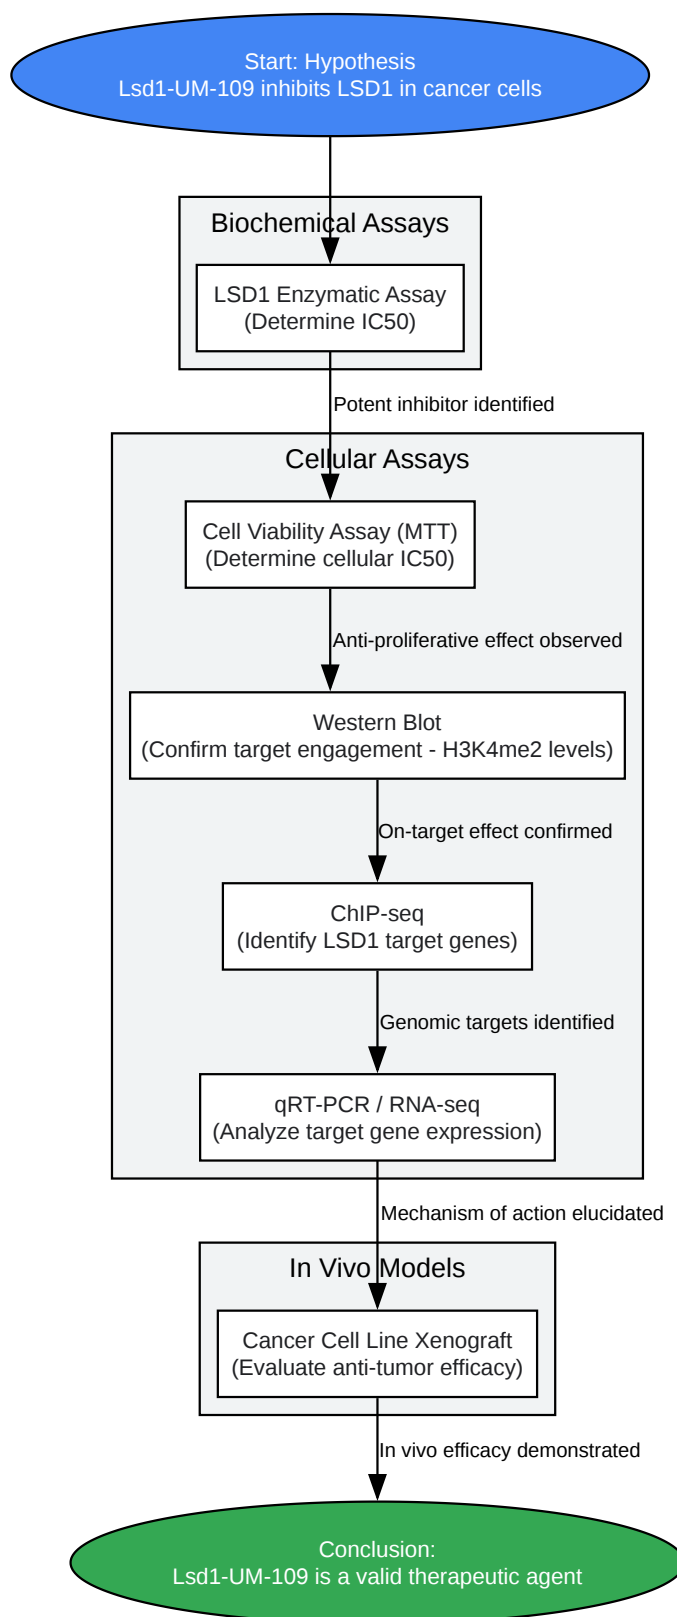 Start: Hypothesis
Lsd1-UM-109 inhibits LSD1 in cancer cells
Biochemical Assays
LSD1 Enzymatic Assay
(Determine IC50)
Potent inhibitor identified
Cellular Assays
Cell Viability Assay (MTT)
(Determine cellular IC50)
Anti-proliferative effect observed
Western Blot
(Confirm target engagement - H3K4me2 levels)
On-target effect confirmed
ChIP-seq
(Identify LSD1 target genes)
Genomic targets identified
qRT-PCR / RNA-seq
(Analyze target gene expression)
Mechanism of action elucidated
In Vivo Models
Cancer Cell Line Xenograft
(Evaluate anti-tumor efficacy)
In vivo efficacy demonstrated
Conclusion:
Lsd1-UM-109 is a valid therapeutic agent